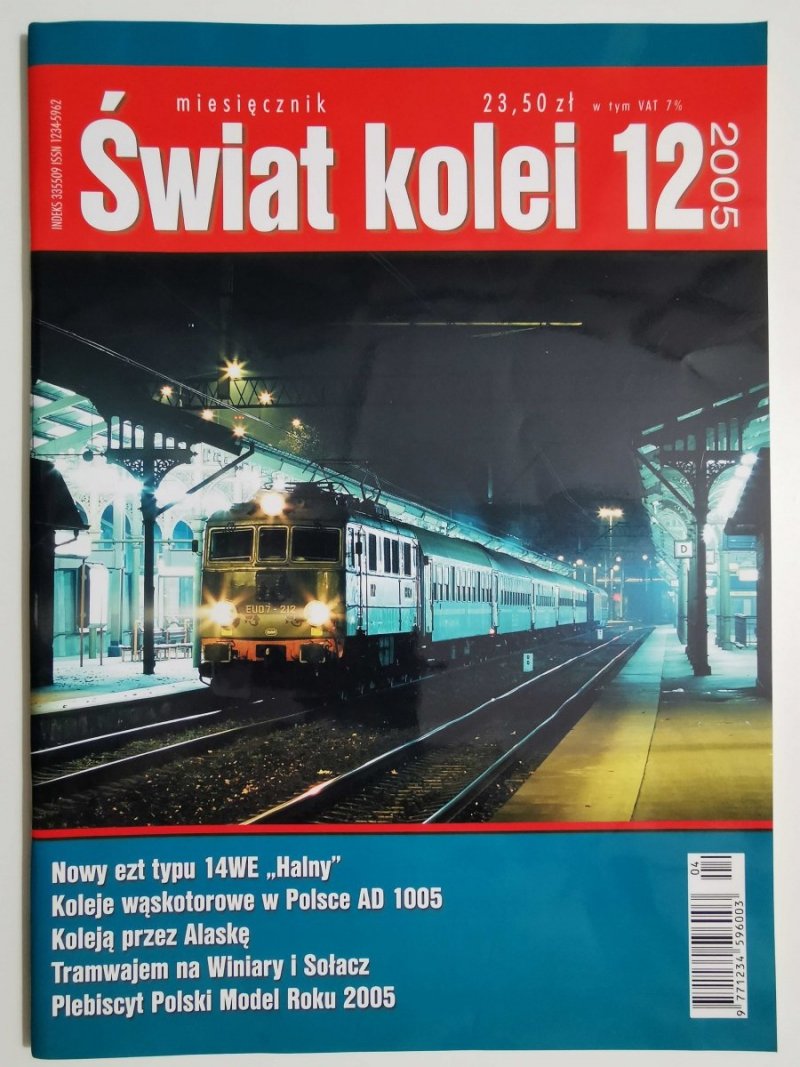 miesięcznik 23,50 zł w tym VAT 7%
INDEKS 335509 ISSN 1234-5962
Świat kolei 12 2005
D
EU07-212
Nowy ezt typu 14WE „Halny”
Koleje wąskotorowe w Polsce AD 1005
Koleją przez Alaskę
Tramwajem na Winiary i Sołacz
Plebiscyt Polski Model Roku 2005
04
9 771234 596003